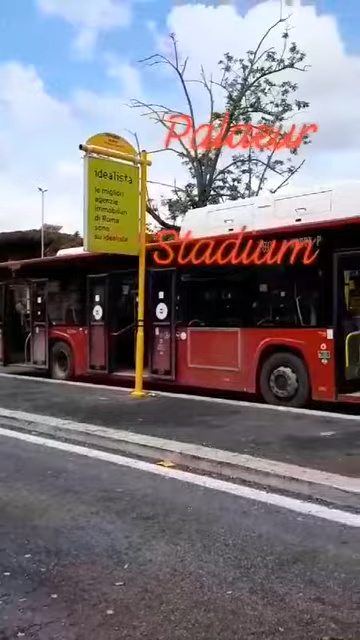 Palaeur
idealista
le migliori
agenzie
immobiliari
di Roma
sono
su idealista
Stadium